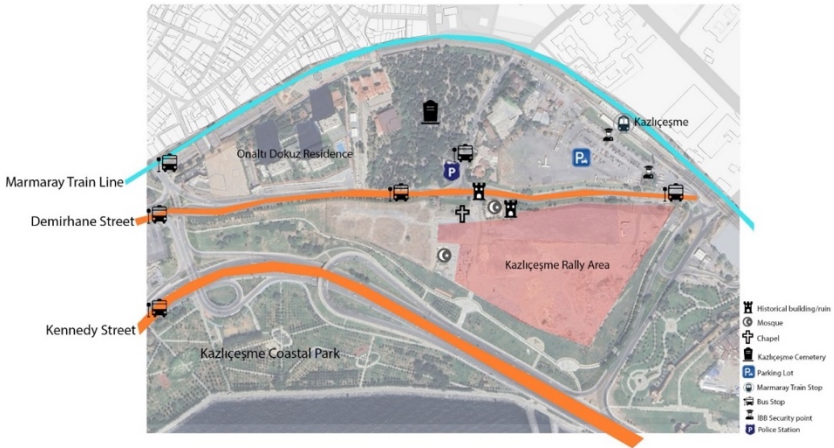 Kazlıçeşme
Onaltı Dokuz Residence
P
Marmaray Train Line
P
Demirhane Street
Kazlıçeşme Rally Area
Kennedy Street
Kazlıçeşme Coastal Park
Historical building/ruin
Mosque
Chapel
Kazlıçeşme Cemetery
Parking Lot
Marmaray Train Stop
Bus Stop
İBB Security point
Police Station